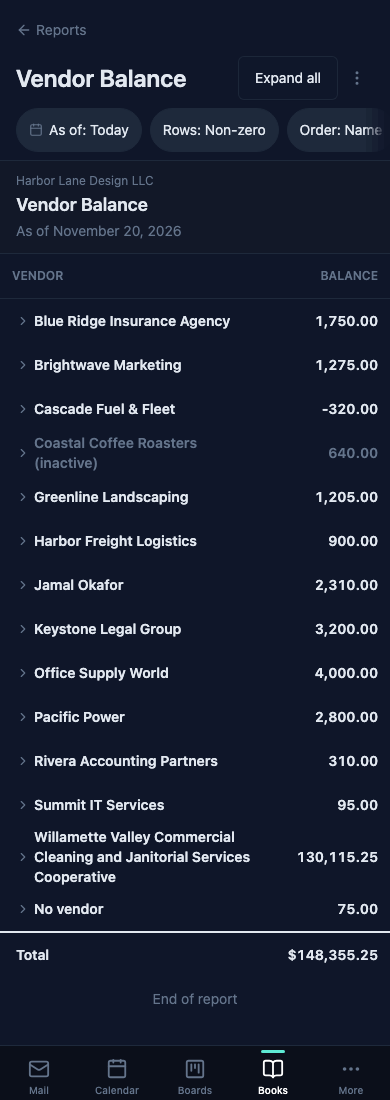 Reports
Vendor Balance
Expand all
As of: Today
Rows: Non-zero
Order: Name
Harbor Lane Design LLC
Vendor Balance
As of November 20, 2026
VENDOR BALANCE
Blue Ridge Insurance Agency 1,750.00
Brightwave Marketing 1,275.00
Cascade Fuel & Fleet -320.00
Coastal Coffee Roasters
(inactive) 640.00
Greenline Landscaping 1,205.00
Harbor Freight Logistics 900.00
Jamal Okafor 2,310.00
Keystone Legal Group 3,200.00
Office Supply World 4,000.00
Pacific Power 2,800.00
Rivera Accounting Partners 310.00
Summit IT Services 95.00
Willamette Valley Commercial
Cleaning and Janitorial Services 130,115.25
Cooperative
No vendor 75.00
Total $148,355.25
End of report
Mail Calendar Boards Books More